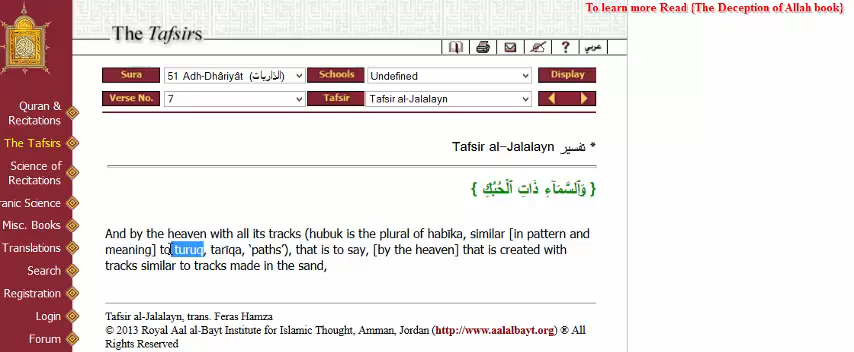 To learn more Read {The Deception of Allah book}
The Tafsirs
? عربي
Sura 51 Adh-Dhâriyât (الذاريات) Schools Undefined Display
Verse No. 7 Tafsir Tafsir al-Jalalayn
Quran &
Recitations
The Tafsirs
Science of
Recitations
anic Science
Misc. Books
Translations
Search
Registration
Login
Forum
* تفسير Tafsir al-Jalalayn
{ وَٱلسَّمَآءِ ذَاتِ ٱلْحُبُكِ }
And by the heaven with all its tracks (hubuk is the plural of habīka, similar [in pattern and
meaning] to turuq, tarīqa, ‘paths’), that is to say, [by the heaven] that is created with
tracks similar to tracks made in the sand,
Tafsir al-Jalalayn, trans. Feras Hamza
© 2013 Royal Aal al-Bayt Institute for Islamic Thought, Amman, Jordan (http://www.aalalbayt.org) ® All
Rights Reserved